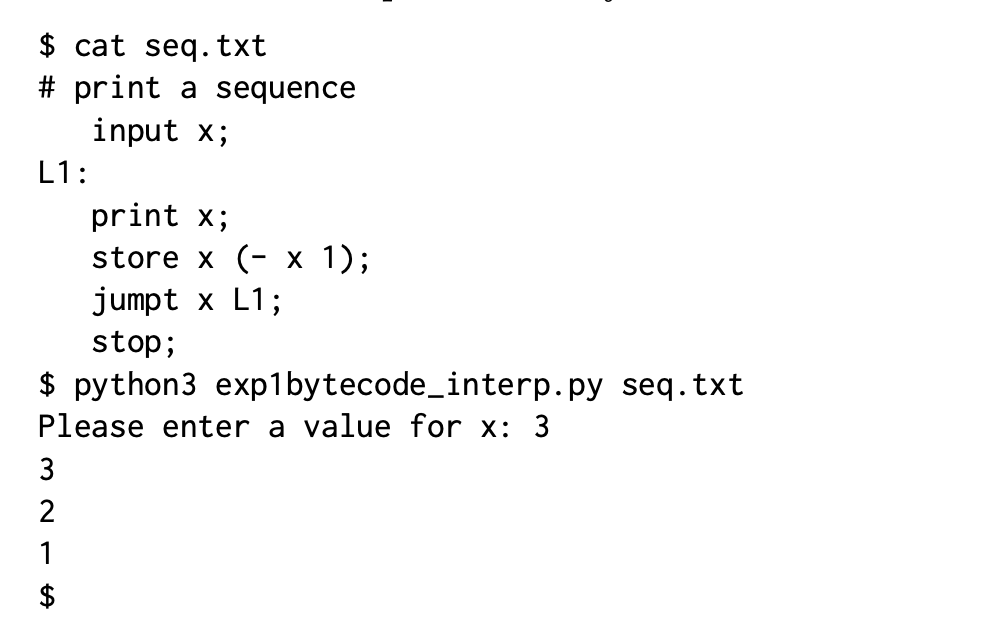 $ cat seq.txt
# print a sequence
   input x;
L1:
   print x;
   store x (- x 1);
   jumpt x L1;
   stop;
$ python3 exp1bytecode_interp.py seq.txt
Please enter a value for x: 3
3
2
1
$